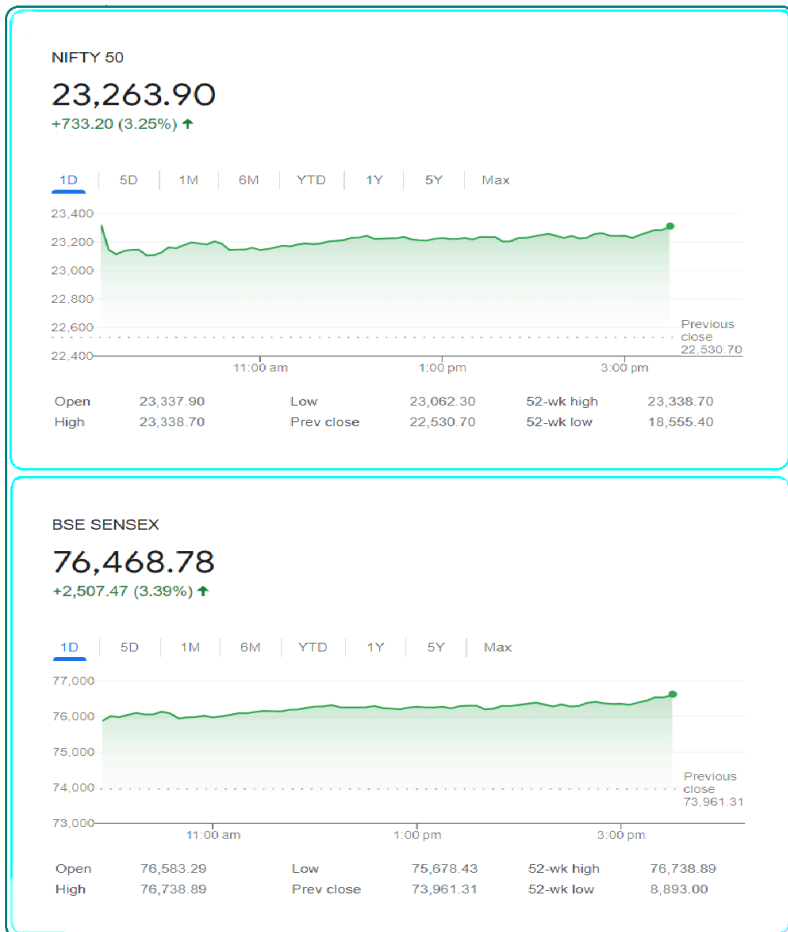 NIFTY 50
23,263.90
+733.20 (3.25%) ↑
1D 5D 1M 6M YTD 1Y 5Y Max
23,400
23,200
23,000
22,800
22,600
22,400
Previous
close
22,530.70
11:00 am 1:00 pm 3:00 pm
Open 23,337.90 Low 23,062.30 52-wk high 23,338.70
High 23,338.70 Prev close 22,530.70 52-wk low 18,555.40
BSE SENSEX
76,468.78
+2,507.47 (3.39%) ↑
1D 5D 1M 6M YTD 1Y 5Y Max
77,000
76,000
75,000
74,000
73,000
Previous
close
73,961.31
11:00 am 1:00 pm 3:00 pm
Open 76,583.29 Low 75,678.43 52-wk high 76,738.89
High 76,738.89 Prev close 73,961.31 52-wk low 8,893.00